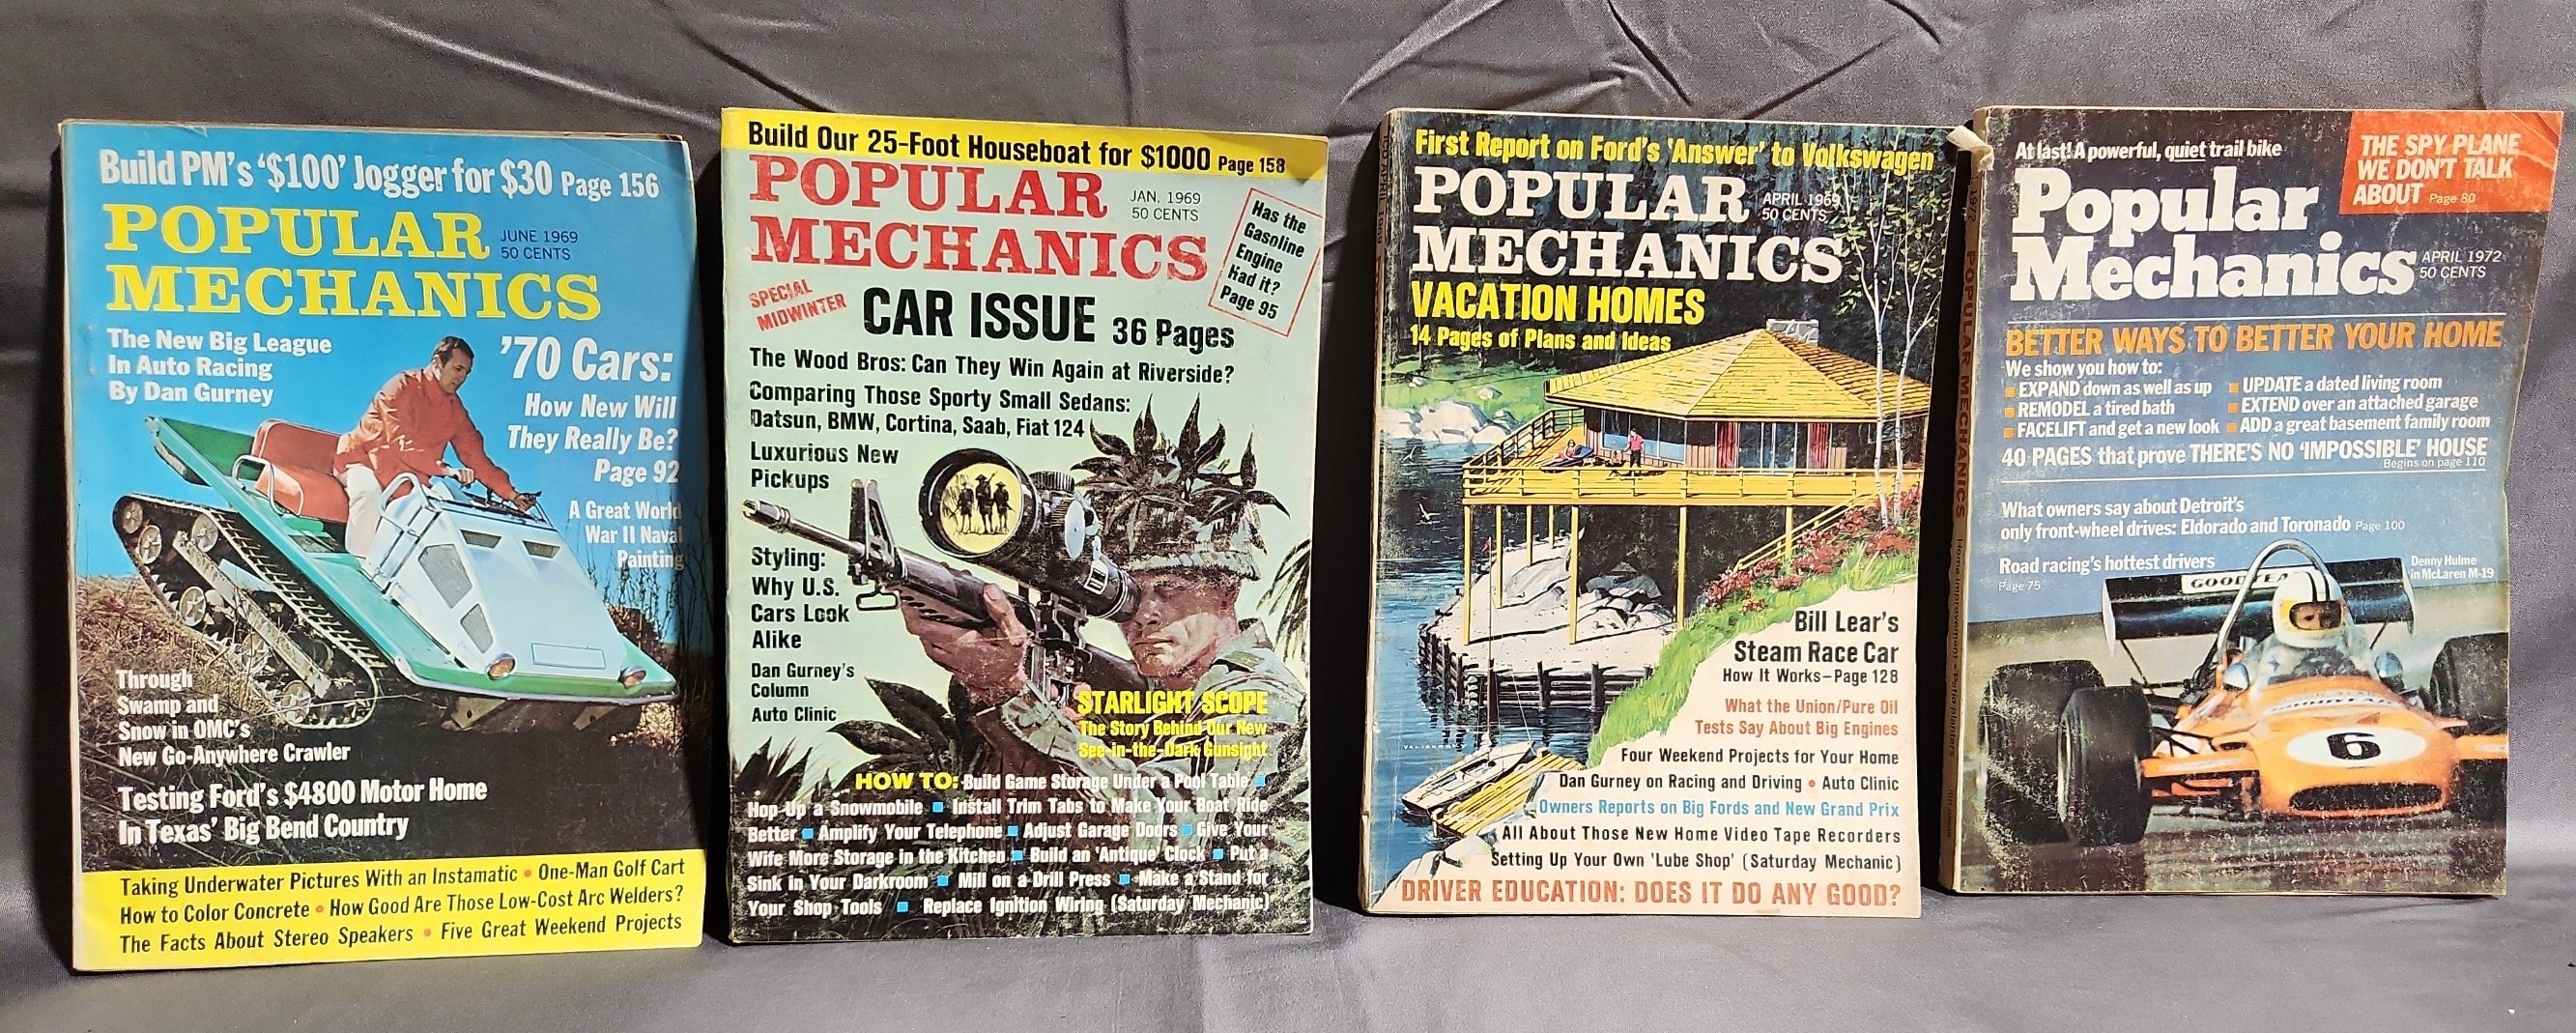 Build PM's '$100' Jogger for $30 Page 156
POPULAR
MECHANICS
JUNE 1969
50 CENTS
The New Big League
In Auto Racing
By Dan Gurney
'70 Cars:
How New Will
They Really Be?
Page 92
A Great World
War II Naval
Painting
Through
Swamp and
Snow in OMC's
New Go-Anywhere Crawler
Testing Ford's $4800 Motor Home
In Texas' Big Bend Country
Taking Underwater Pictures With an Instamatic • One-Man Golf Cart
How to Color Concrete • How Good Are Those Low-Cost Arc Welders?
The Facts About Stereo Speakers • Five Great Weekend Projects
Build Our 25-Foot Houseboat for $1000 Page 158
POPULAR
MECHANICS
JAN. 1969
50 CENTS
Has the
Gasoline
Engine
Had it?
Page 95
SPECIAL
MIDWINTER
CAR ISSUE 36 Pages
The Wood Bros: Can They Win Again at Riverside?
Comparing Those Sporty Small Sedans:
Datsun, BMW, Cortina, Saab, Fiat 124
Luxurious New
Pickups
Styling:
Why U.S.
Cars Look
Alike
Dan Gurney's
Column
Auto Clinic
STARLIGHT SCOPE
The Story Behind Our New
See-in-the-Dark Gunsight
HOW TO: Build Game Storage Under a Pool Table ■
Hop-Up a Snowmobile ■ Install Trim Tabs to Make Your Boat Ride
Better ■ Amplify Your Telephone ■ Adjust Garage Doors ■ Give Your
Wife More Storage in the Kitchen ■ Build an 'Antique' Clock ■ Put a
Sink in Your Darkroom ■ Mill on a Drill Press ■ Make a Stand for
Your Shop Tools ■ Replace Ignition Wiring (Saturday Mechanic)
First Report on Ford's 'Answer' to Volkswagen
POPULAR
MECHANICS
APRIL 1969
50 CENTS
VACATION HOMES
14 Pages of Plans and Ideas
Bill Lear's
Steam Race Car
How It Works–Page 128
What the Union/Pure Oil
Tests Say About Big Engines
Four Weekend Projects for Your Home
Dan Gurney on Racing and Driving • Auto Clinic
Owners Reports on Big Fords and New Grand Prix
All About Those New Home Video Tape Recorders
Setting Up Your Own 'Lube Shop' (Saturday Mechanic)
DRIVER EDUCATION: DOES IT DO ANY GOOD?
POPULAR MECHANICS
At last! A powerful, quiet trail bike
THE SPY PLANE
WE DON'T TALK
ABOUT Page 80
Popular
Mechanics
APRIL 1972
50 CENTS
BETTER WAYS TO BETTER YOUR HOME
We show you how to:
■ EXPAND down as well as up ■ UPDATE a dated living room
■ REMODEL a tired bath ■ EXTEND over an attached garage
■ FACELIFT and get a new look ■ ADD a great basement family room
40 PAGES that prove THERE'S NO 'IMPOSSIBLE' HOUSE
Begins on page 110
What owners say about Detroit's
only front-wheel drives: Eldorado and Toronado Page 100
Road racing's hottest drivers
Page 75
Denny Hulme
in McLaren M-19
GOODYEAR
6